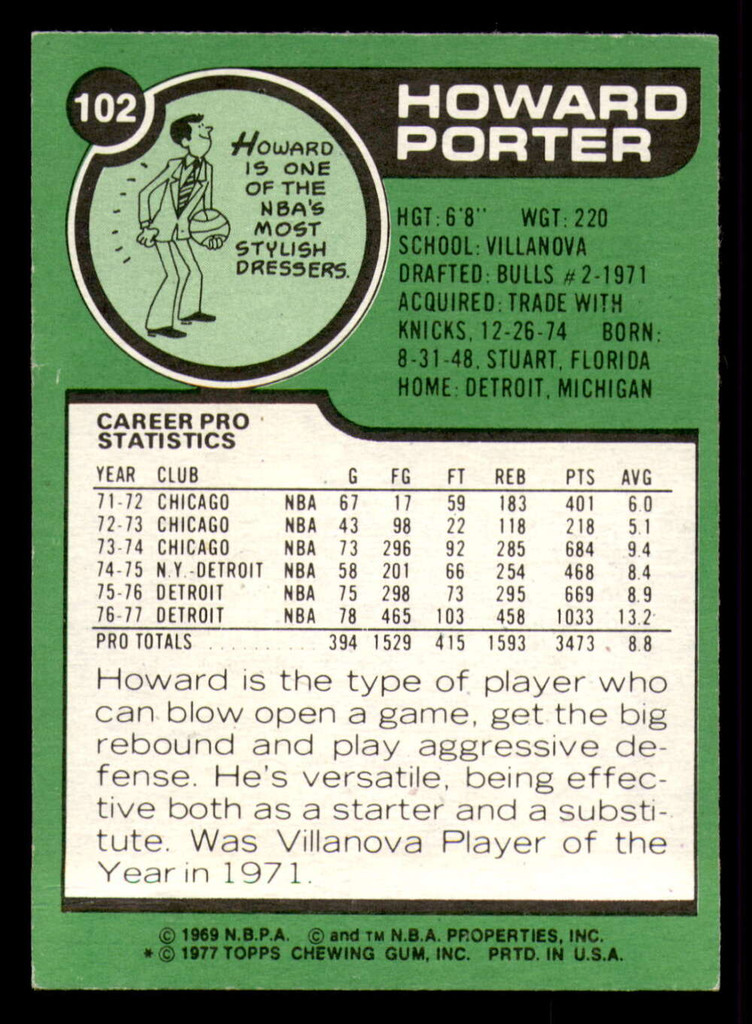 102
HOWARD
PORTER
HOWARD
IS ONE
OF THE
NBA'S
MOST
STYLISH
DRESSERS.
HGT: 6'8" WGT: 220
SCHOOL: VILLANOVA
DRAFTED: BULLS #2-1971
ACQUIRED: TRADE WITH
KNICKS, 12-26-74 BORN:
8-31-48, STUART, FLORIDA
HOME: DETROIT, MICHIGAN
CAREER PRO
STATISTICS
YEAR CLUB G FG FT REB PTS AVG
71-72 CHICAGO NBA 67 17 59 183 401 6.0
72-73 CHICAGO NBA 43 98 22 118 218 5.1
73-74 CHICAGO NBA 73 296 92 285 684 9.4
74-75 N.Y.-DETROIT NBA 58 201 66 254 468 8.4
75-76 DETROIT NBA 75 298 73 295 669 8.9
76-77 DETROIT NBA 78 465 103 458 1033 13.2
PRO TOTALS . . . . . . . . . . 394 1529 415 1593 3473 8.8
Howard is the type of player who
can blow open a game, get the big
rebound and play aggressive de-
fense. He's versatile, being effec-
tive both as a starter and a substi-
tute. Was Villanova Player of the
Year in 1971.
© 1969 N.B.P.A. © and TM N.B.A. PROPERTIES, INC.
* © 1977 TOPPS CHEWING GUM, INC. PRTD. IN U.S.A.